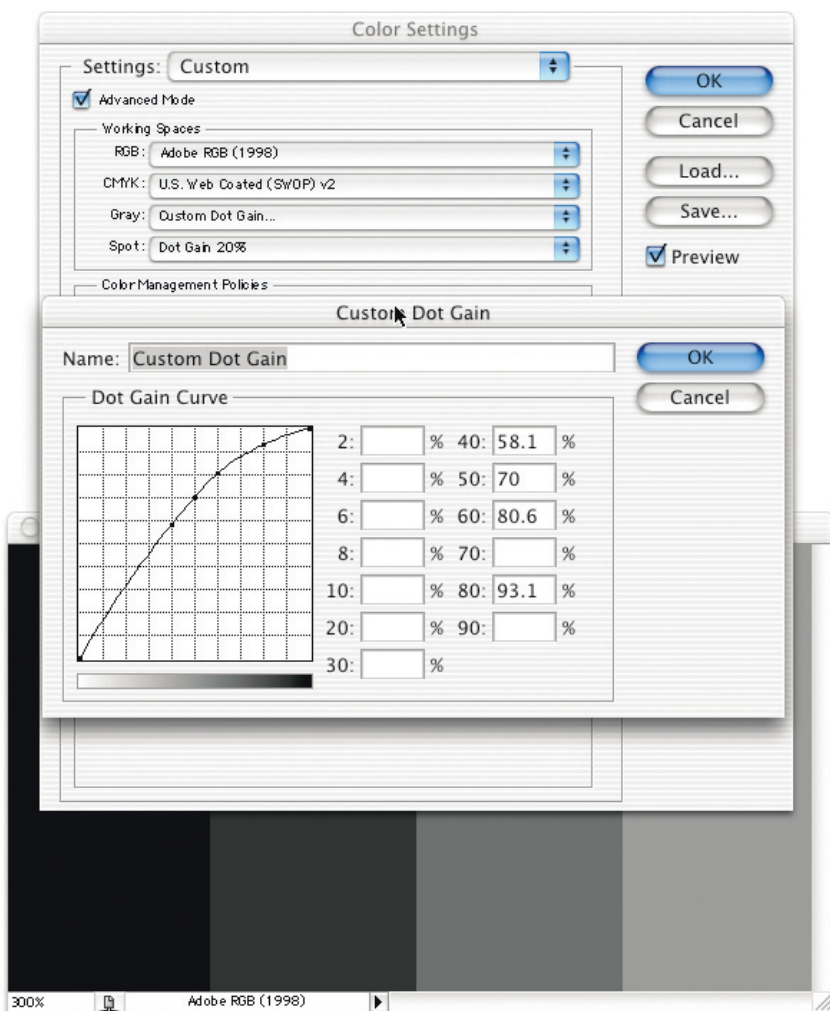 Color Settings
Settings: Custom
Advanced Mode
Working Spaces
RGB: Adobe RGB (1998)
CMYK: U.S. Web Coated (SWOP) v2
Gray: Custom Dot Gain...
Spot: Dot Gain 20%
Color Management Policies
OK
Cancel
Load...
Save...
Preview
Custom Dot Gain
Name: Custom Dot Gain
OK
Cancel
Dot Gain Curve
2: % 40: 58.1 %
4: % 50: 70 %
6: % 60: 80.6 %
8: % 70: %
10: % 80: 93.1 %
20: % 90: %
30: %
300% Adobe RGB (1998)